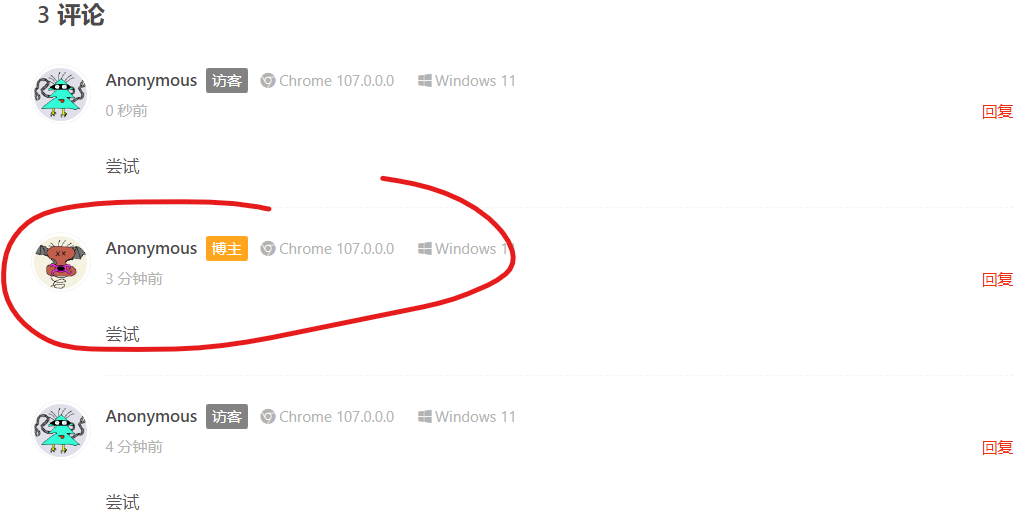 3 评论
Anonymous 访客 Chrome 107.0.0.0 Windows 11
0 秒前 回复
尝试
Anonymous 博主 Chrome 107.0.0.0 Windows 11
3 分钟前 回复
尝试
Anonymous 访客 Chrome 107.0.0.0 Windows 11
4 分钟前 回复
尝试